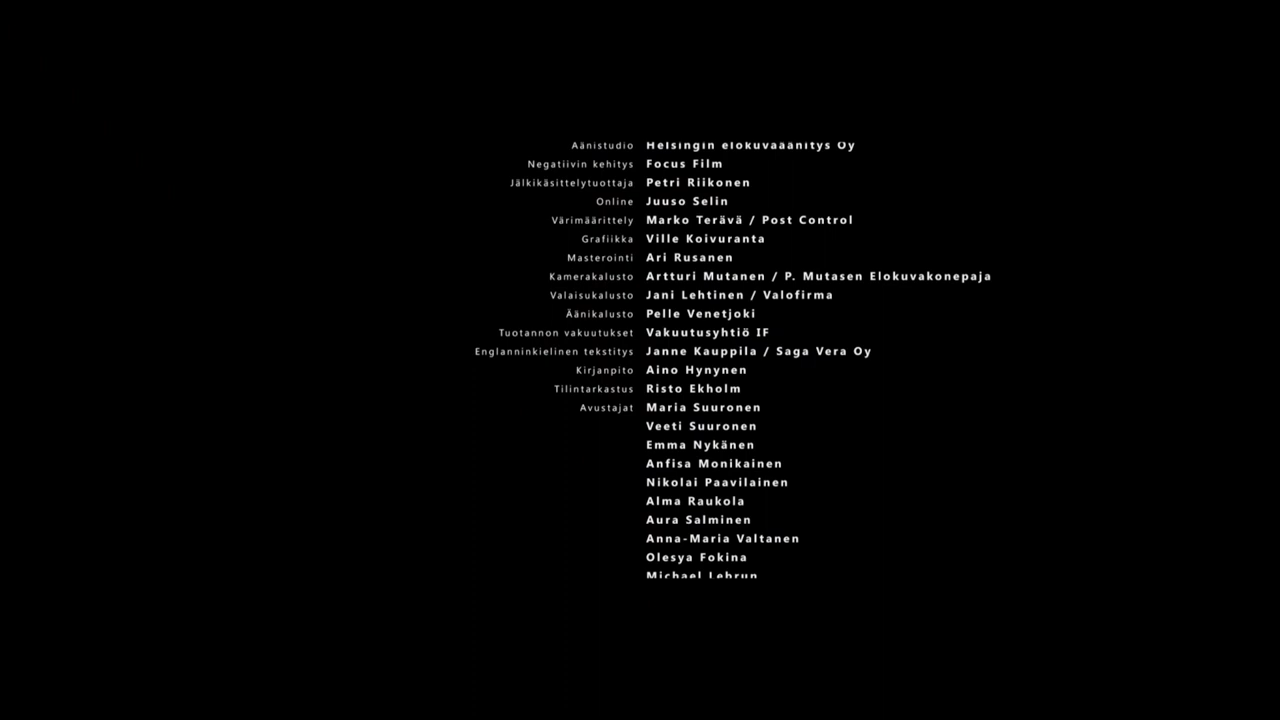 Äänistudio Helsingin elokuvaäänitys Oy
Negatiivin kehitys Focus Film
Jälkikäsittelytuottaja Petri Riikonen
Online Juuso Selin
Värimäärittely Marko Terävä / Post Control
Grafiikka Ville Koivuranta
Masterointi Ari Rusanen
Kamerakalusto Artturi Mutanen / P. Mutasen Elokuvakonepaja
Valaisukalusto Jani Lehtinen / Valofirma
Äänikalusto Pelle Venetjoki
Tuotannon vakuutukset Vakuutusyhtiö IF
Englanninkielinen tekstitys Janne Kauppila / Saga Vera Oy
Kirjanpito Aino Hynynen
Tilintarkastus Risto Ekholm
Avustajat Maria Suuronen
Veeti Suuronen
Emma Nykänen
Anfisa Monikainen
Nikolai Paavilainen
Alma Raukola
Aura Salminen
Anna-Maria Valtanen
Olesya Fokina
Michael Lebrun